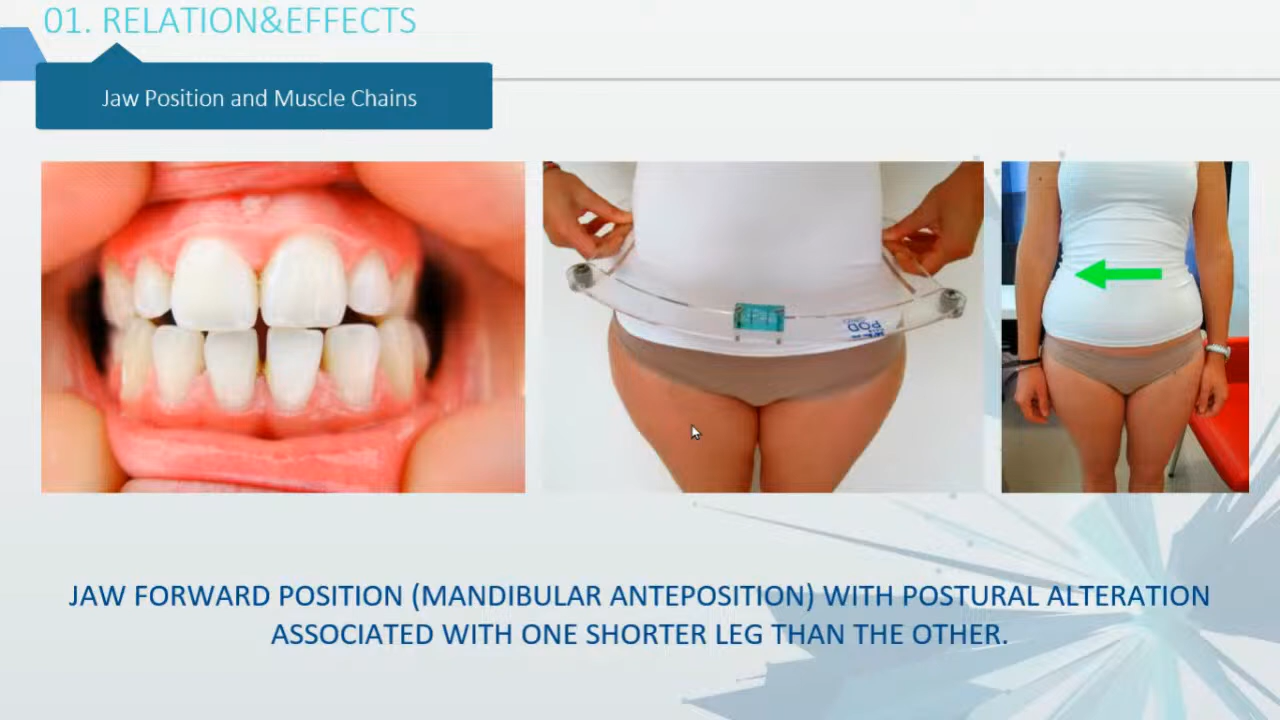 01. RELATION&EFFECTS
Jaw Position and Muscle Chains
POD
JAW FORWARD POSITION (MANDIBULAR ANTEPOSITION) WITH POSTURAL ALTERATION
ASSOCIATED WITH ONE SHORTER LEG THAN THE OTHER.